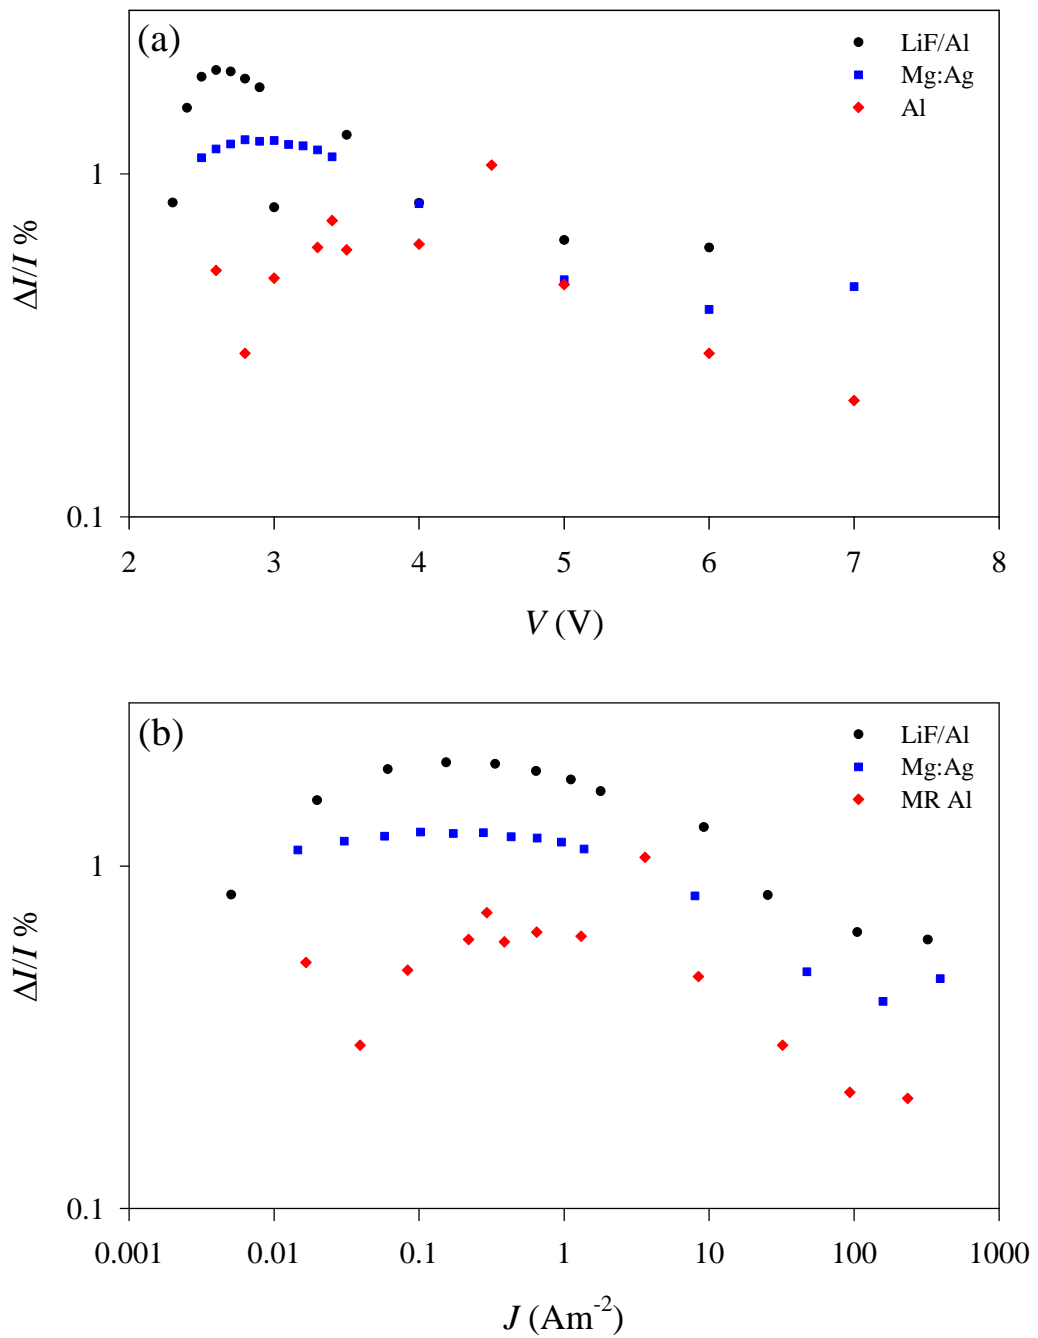 (a)
LiF/Al
Mg:Ag
Al
1
0.1
ΔI/I %
2 3 4 5 6 7 8
V (V)
(b)
LiF/Al
Mg:Ag
MR Al
1
0.1
ΔI/I %
0.001 0.01 0.1 1 10 100 1000
J (Am⁻²)